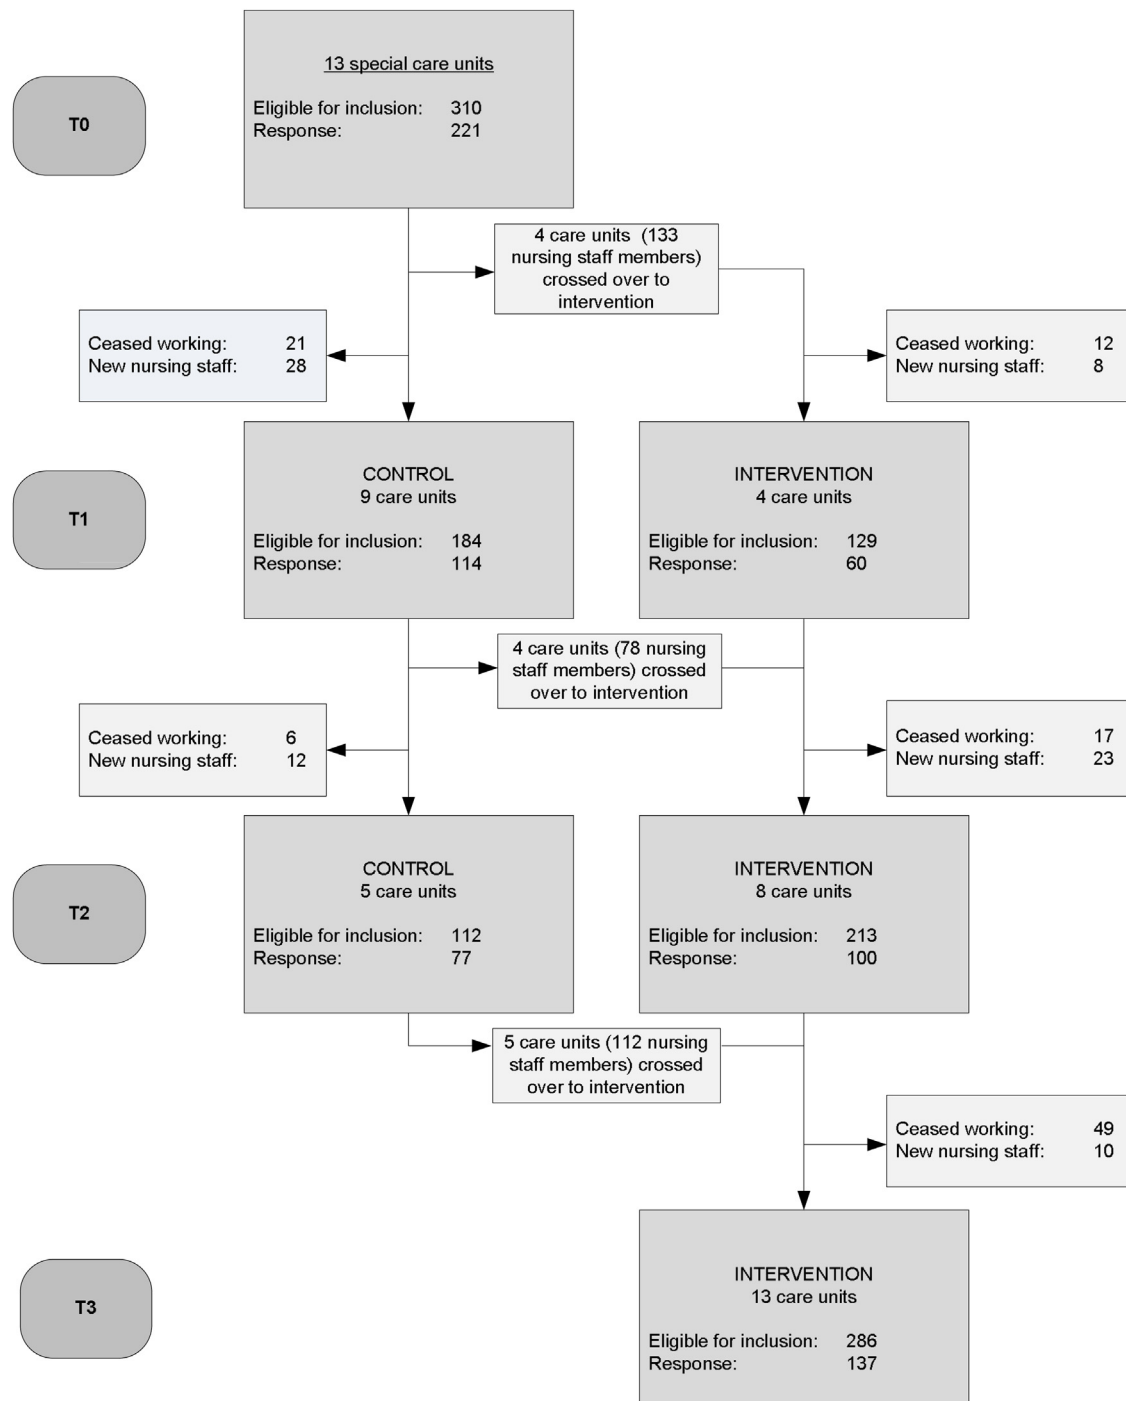 13 special care units
T0
Eligible for inclusion: 310
Response: 221
4 care units (133
nursing staff members)
crossed over to
intervention
Ceased working: 21
New nursing staff: 28
Ceased working: 12
New nursing staff: 8
T1
CONTROL
9 care units
Eligible for inclusion: 184
Response: 114
INTERVENTION
4 care units
Eligible for inclusion: 129
Response: 60
4 care units (78 nursing
staff members) crossed
over to intervention
Ceased working: 6
New nursing staff: 12
Ceased working: 17
New nursing staff: 23
T2
CONTROL
5 care units
Eligible for inclusion: 112
Response: 77
INTERVENTION
8 care units
Eligible for inclusion: 213
Response: 100
5 care units (112 nursing
staff members) crossed
over to intervention
Ceased working: 49
New nursing staff: 10
T3
INTERVENTION
13 care units
Eligible for inclusion: 286
Response: 137